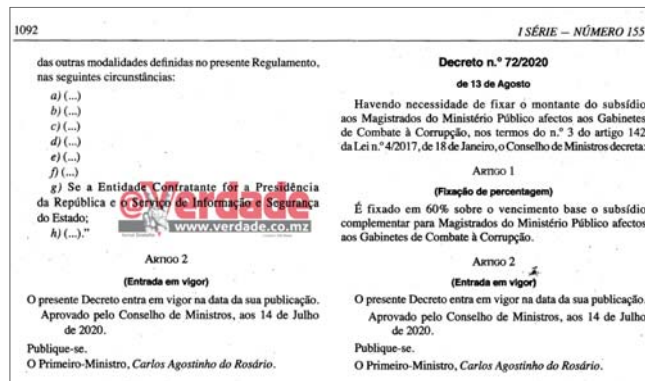 1092
I SÉRIE — NÚMERO 155
das outras modalidades definidas no presente Regulamento,
nas seguintes circunstâncias:
a) (...)
b) (...)
c) (...)
d) (...)
e) (...)
f) (...)
g) Se a Entidade Contratante for a Presidência
da República e o Serviço de Informação e Segurança
do Estado;
h) (...)."
@Verdade
www.verdade.co.mz
Artigo 2
(Entrada em vigor)
O presente Decreto entra em vigor na data da sua publicação.
Aprovado pelo Conselho de Ministros, aos 14 de Julho
de 2020.
Publique-se.
O Primeiro-Ministro, Carlos Agostinho do Rosário.
Decreto n.º 72/2020
de 13 de Agosto
Havendo necessidade de fixar o montante do subsídio
aos Magistrados do Ministério Público afectos aos Gabinetes
de Combate à Corrupção, nos termos do n.º 3 do artigo 142
da Lei n.º 4/2017, de 18 de Janeiro, o Conselho de Ministros decreta:
Artigo 1
(Fixação de percentagem)
É fixado em 60% sobre o vencimento base o subsídio
complementar para Magistrados do Ministério Público afectos
aos Gabinetes de Combate à Corrupção.
Artigo 2
(Entrada em vigor)
O presente Decreto entra em vigor na data da sua publicação.
Aprovado pelo Conselho de Ministros, aos 14 de Julho
de 2020.
Publique-se.
O Primeiro-Ministro, Carlos Agostinho do Rosário.